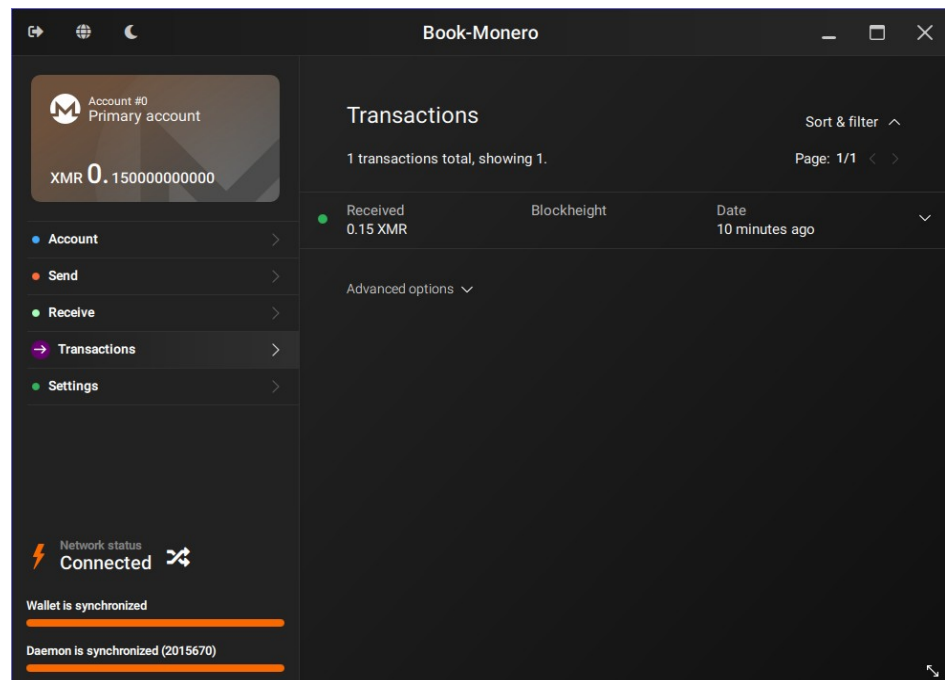 Book-Monero
Account #0
Primary account
XMR 0.150000000000
Account
Send
Receive
Transactions
Settings
Network status
Connected
Wallet is synchronized
Daemon is synchronized (2015670)
Transactions
Sort & filter
1 transactions total, showing 1.
Page: 1/1
Received Blockheight Date
0.15 XMR 10 minutes ago
Advanced options